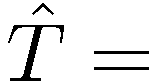 T̂ =